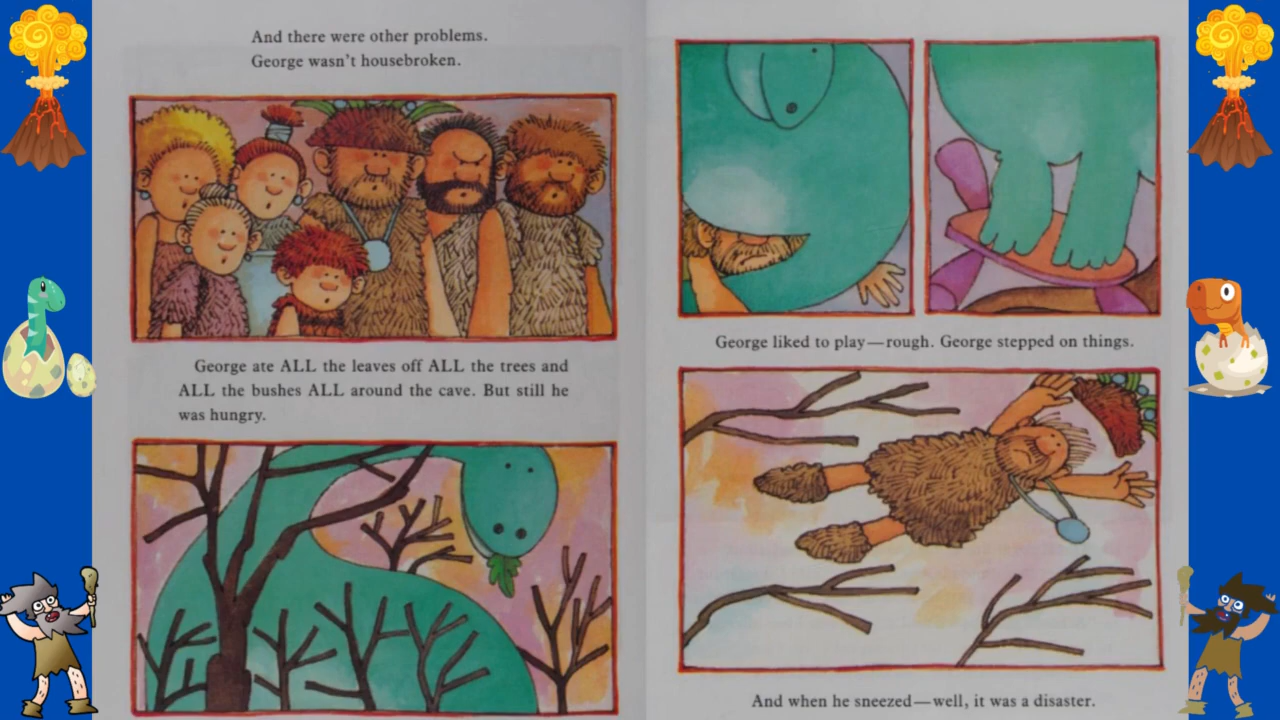 And there were other problems.
George wasn't housebroken.
George ate ALL the leaves off ALL the trees and
ALL the bushes ALL around the cave. But still he
was hungry.
George liked to play—rough. George stepped on things.
And when he sneezed—well, it was a disaster.